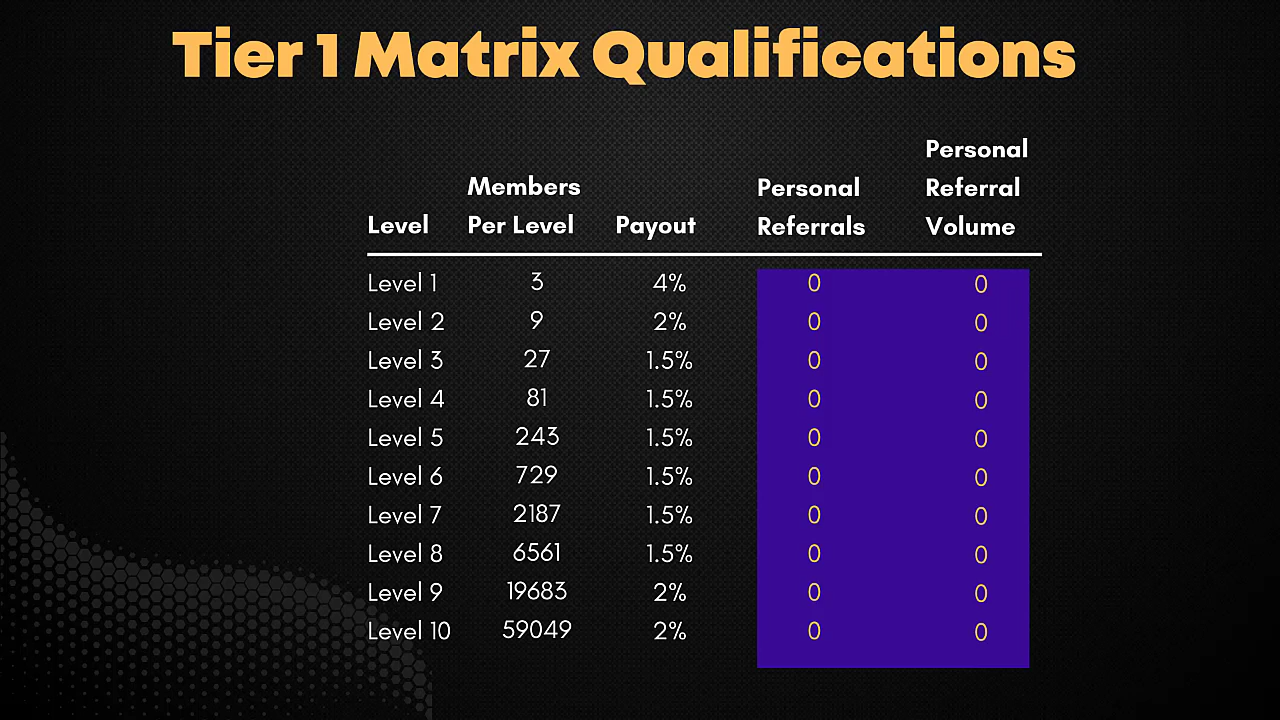 Tier 1 Matrix Qualifications
Level Members Per Level Payout Personal Referrals Personal Referral Volume
Level 1 3 4% 0 0
Level 2 9 2% 0 0
Level 3 27 1.5% 0 0
Level 4 81 1.5% 0 0
Level 5 243 1.5% 0 0
Level 6 729 1.5% 0 0
Level 7 2187 1.5% 0 0
Level 8 6561 1.5% 0 0
Level 9 19683 2% 0 0
Level 10 59049 2% 0 0